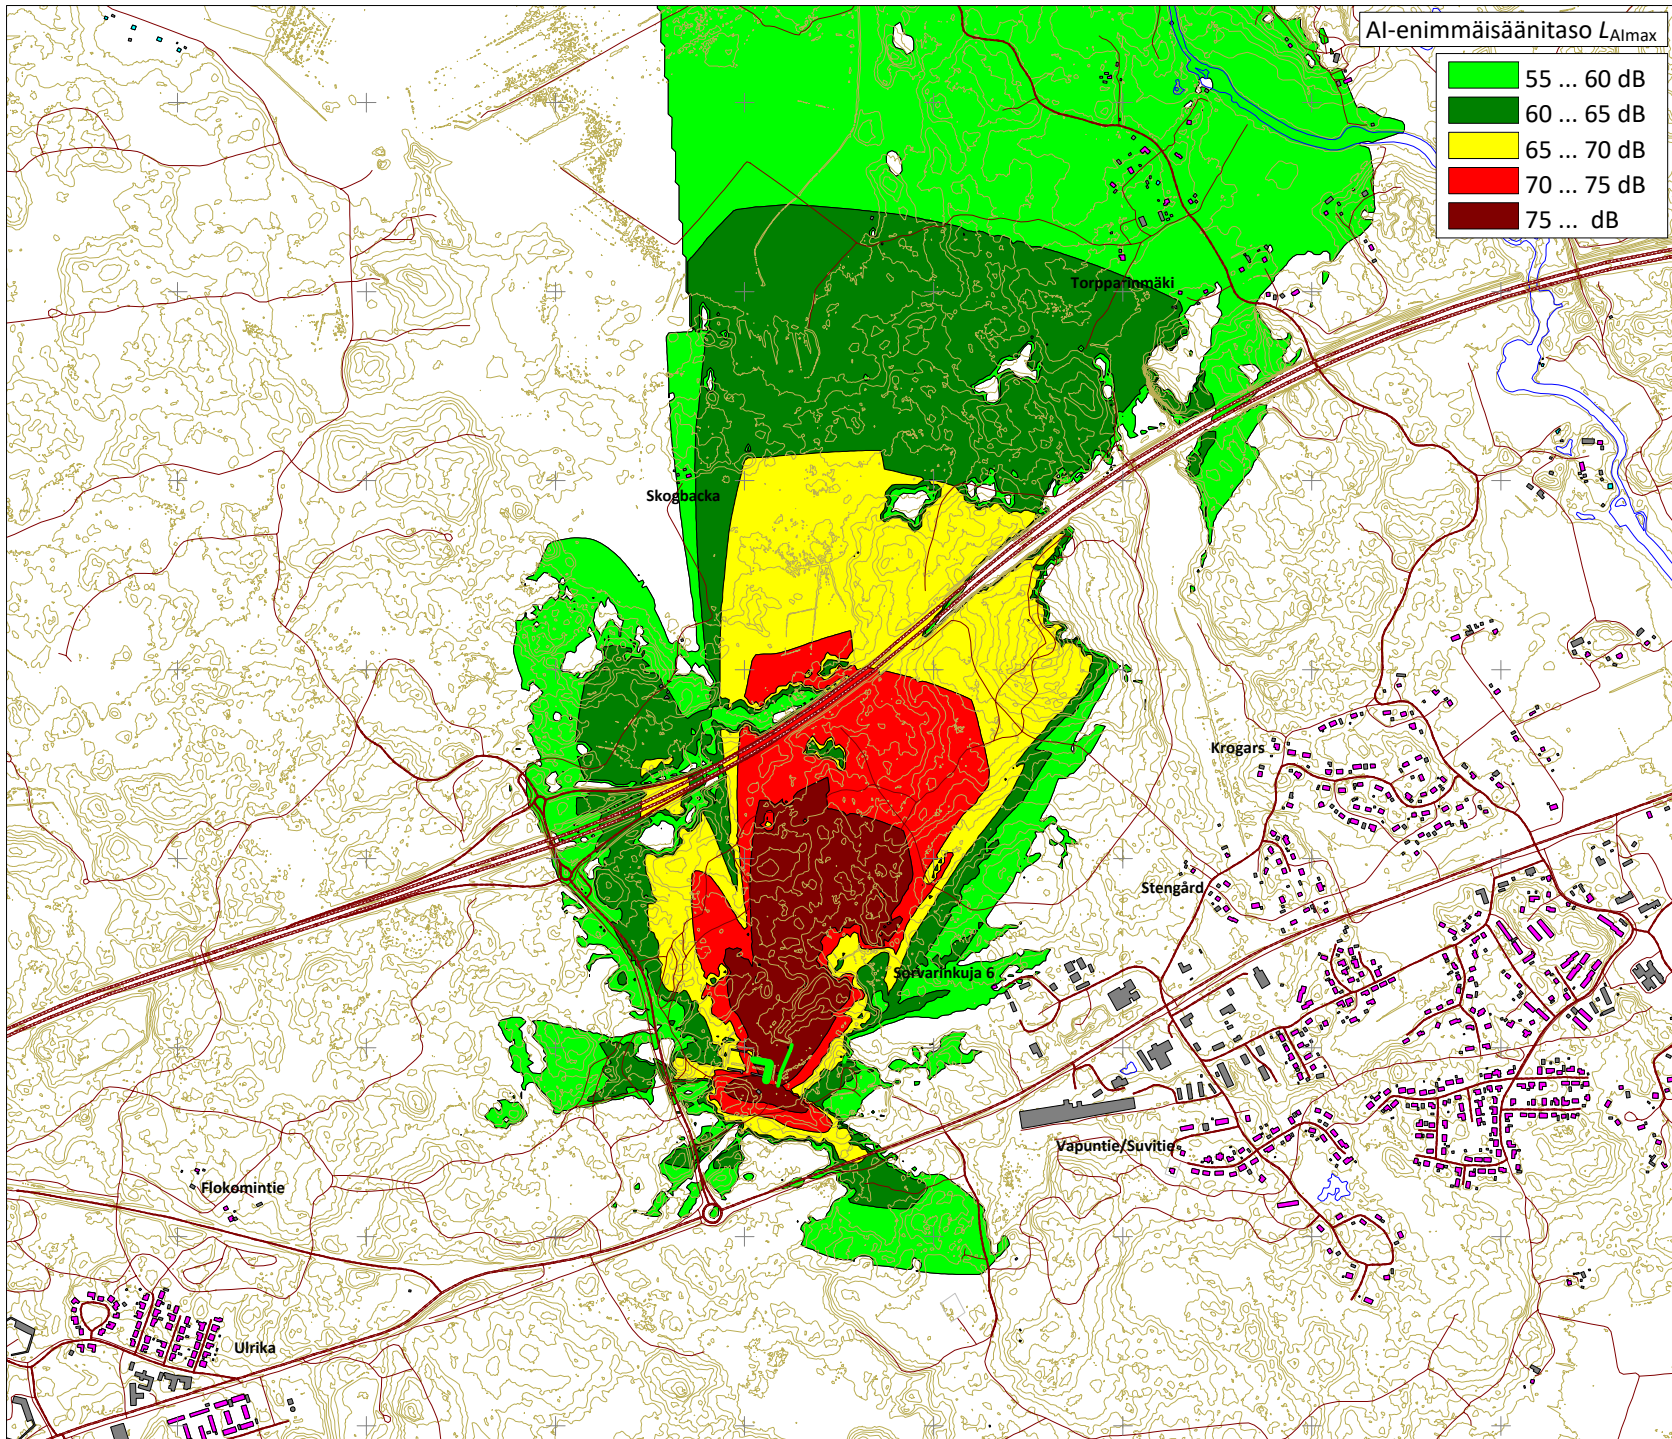 AI-enimmäisäänitaso LAImax
55 ... 60 dB
60 ... 65 dB
65 ... 70 dB
70 ... 75 dB
75 ... dB
Torpparinmäki
Skogbacka
Krogars
Stengård
Sorvarinkuja 6
Vapuntie/Suvitie
Flokomintie
Ulrika